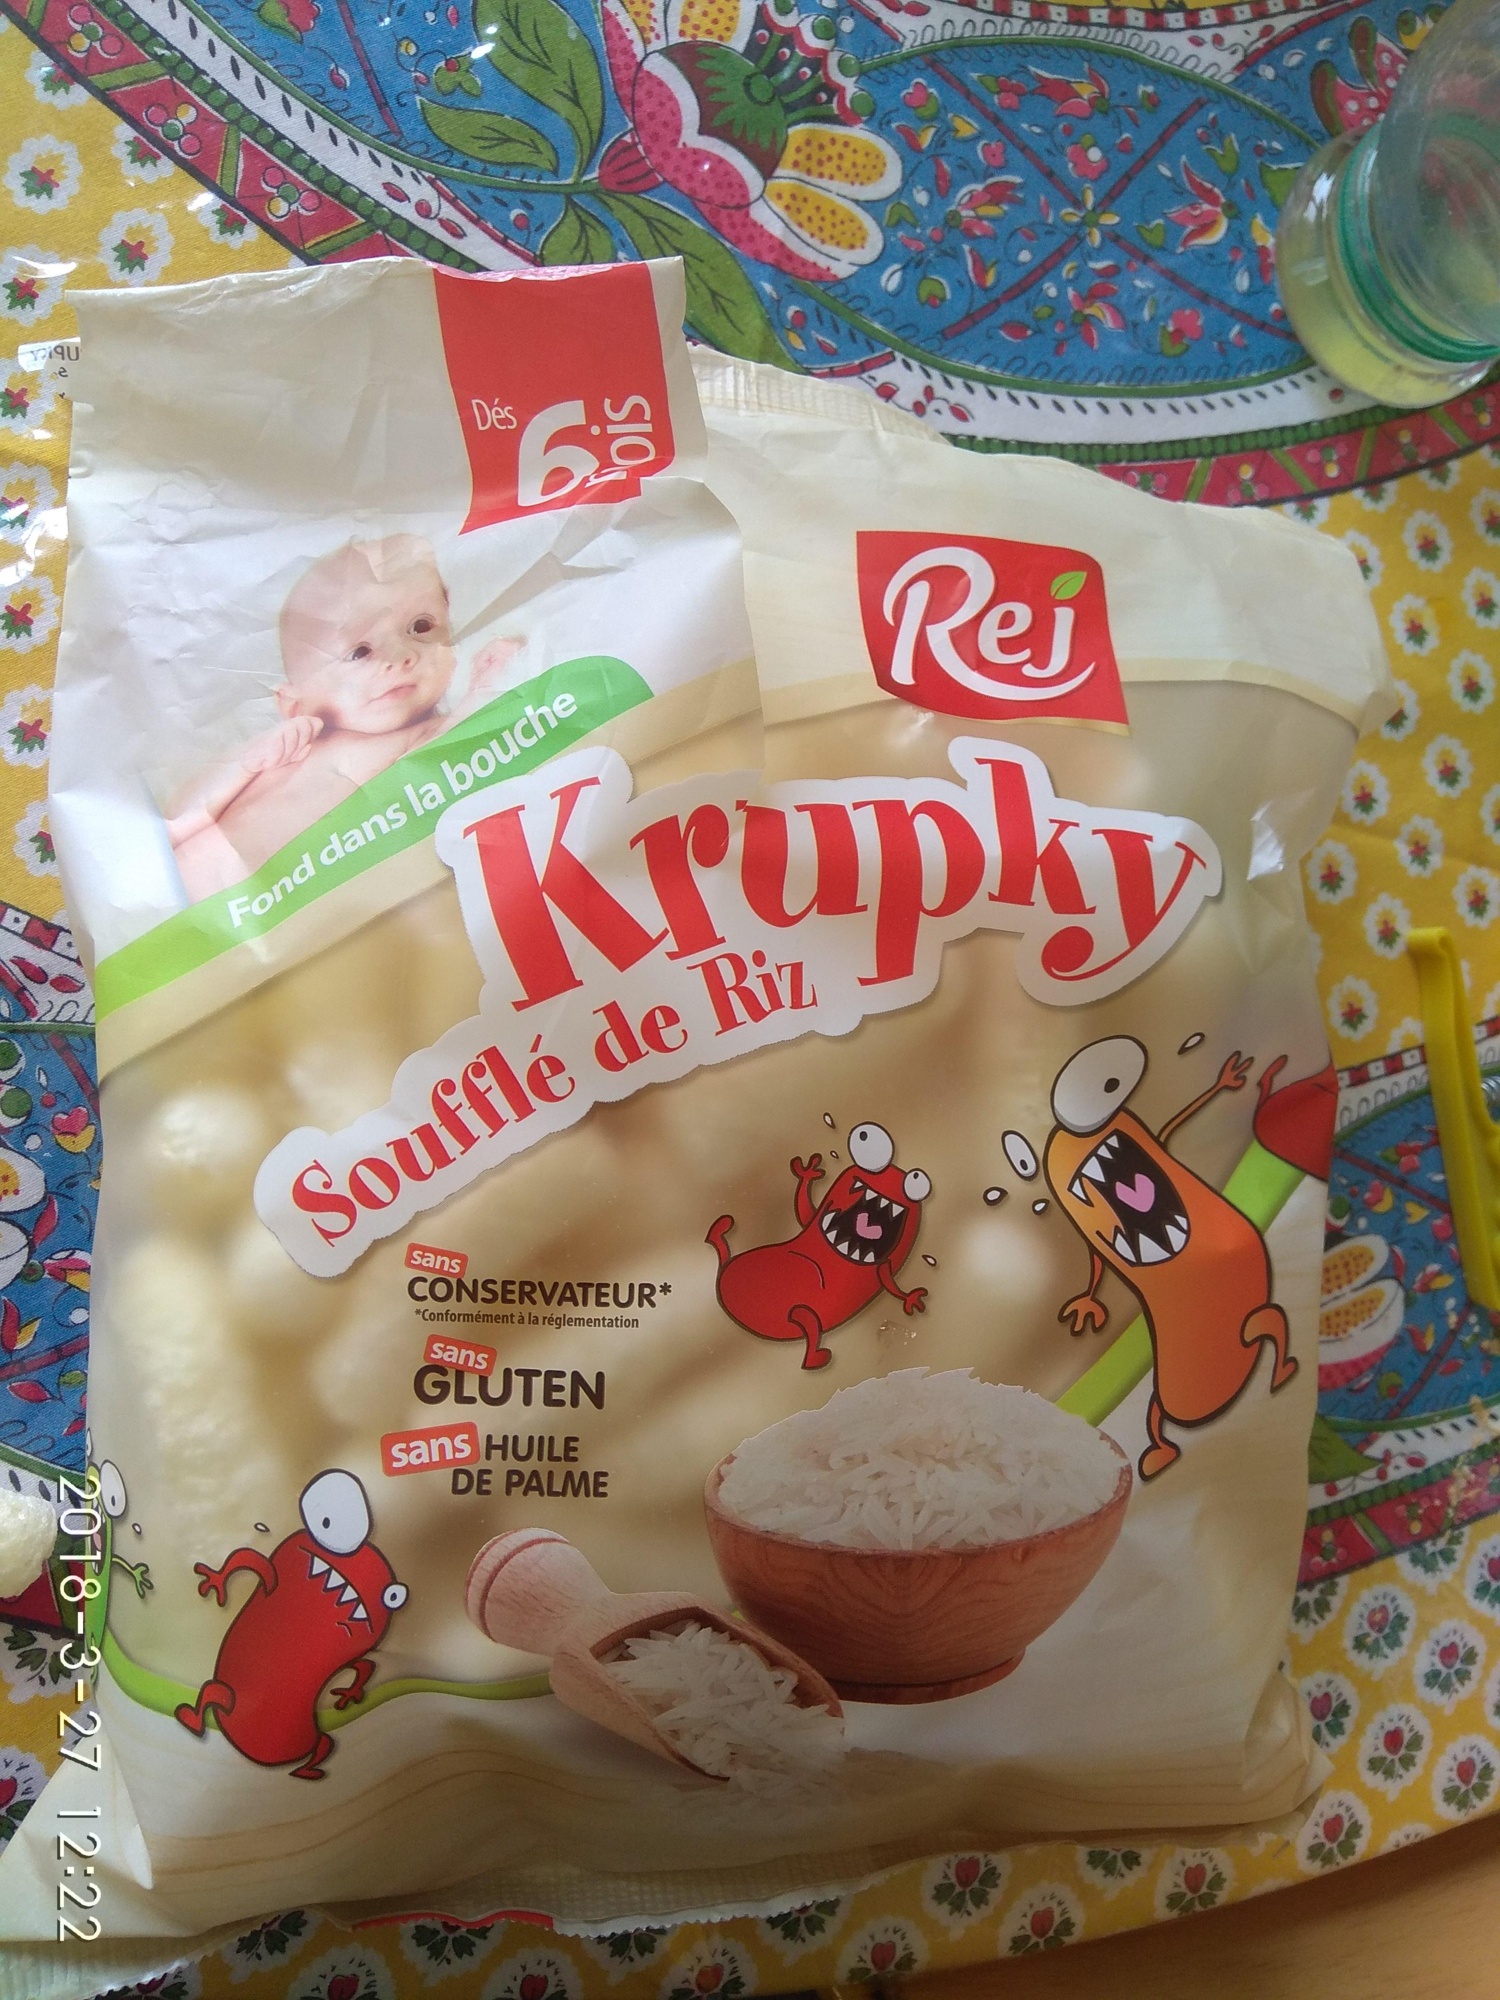 Dés
6
mois
Rej
Fond dans la bouche
Krupky
Soufflé de Riz
sans
CONSERVATEUR*
*Conformément à la réglementation
sans
GLUTEN
sans HUILE
DE PALME
2018-3-27 12:22